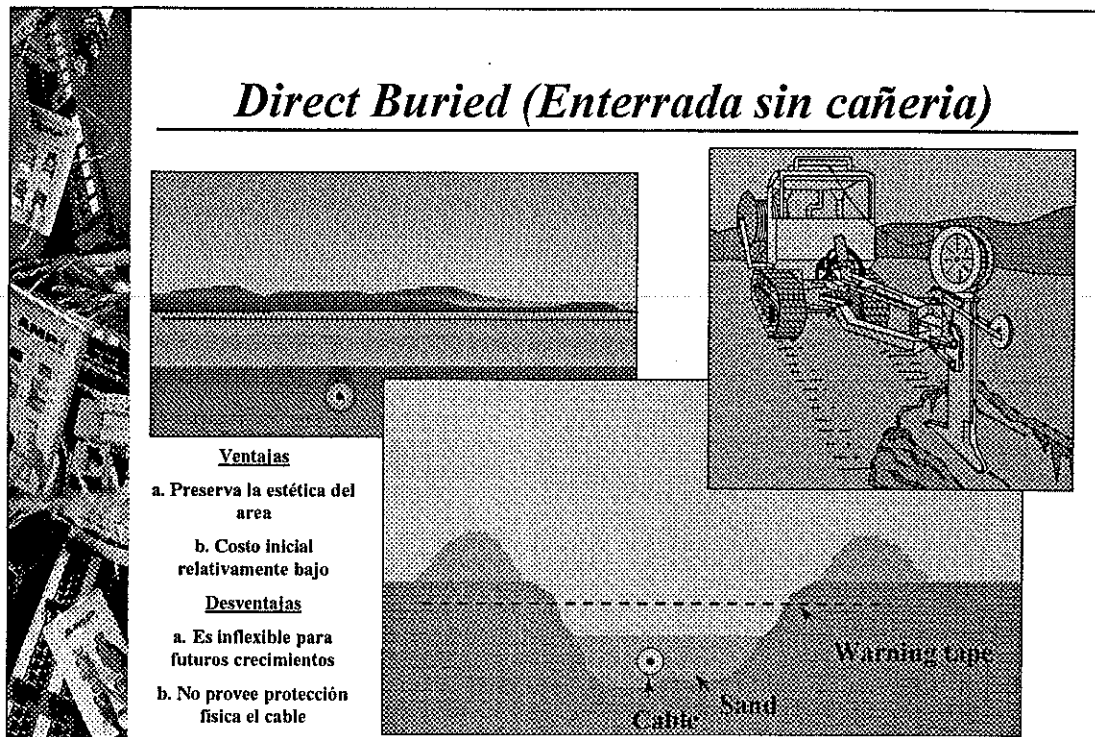 Direct Buried (Enterrada sin cañeria)
Ventajas
a. Preserva la estética del
area
b. Costo inicial
relativamente bajo
Desventajas
a. Es inflexible para
futuros crecimientos
b. No provee protección
física el cable
Warning tape
Sand
Cable
AMP